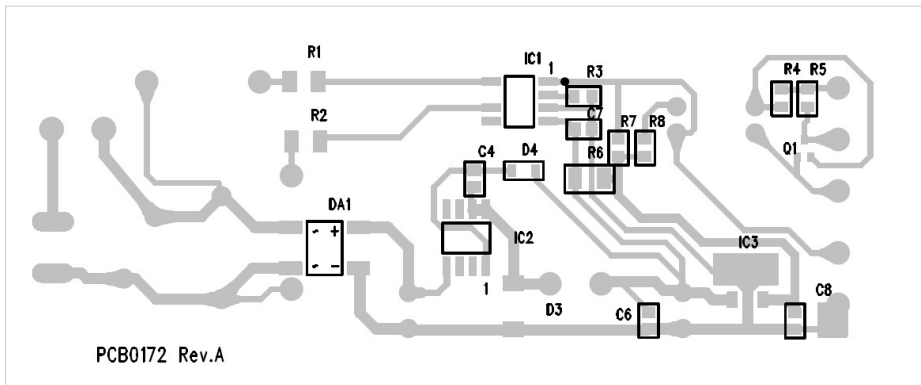 R1
IC1
1
R3
R4 R5
R2
C7
R7 R8
C4
D4
R6
Q1
DA1
~ +
IC2
~ -
IC3
1
D3
C6
C8
PCB0172 Rev.A